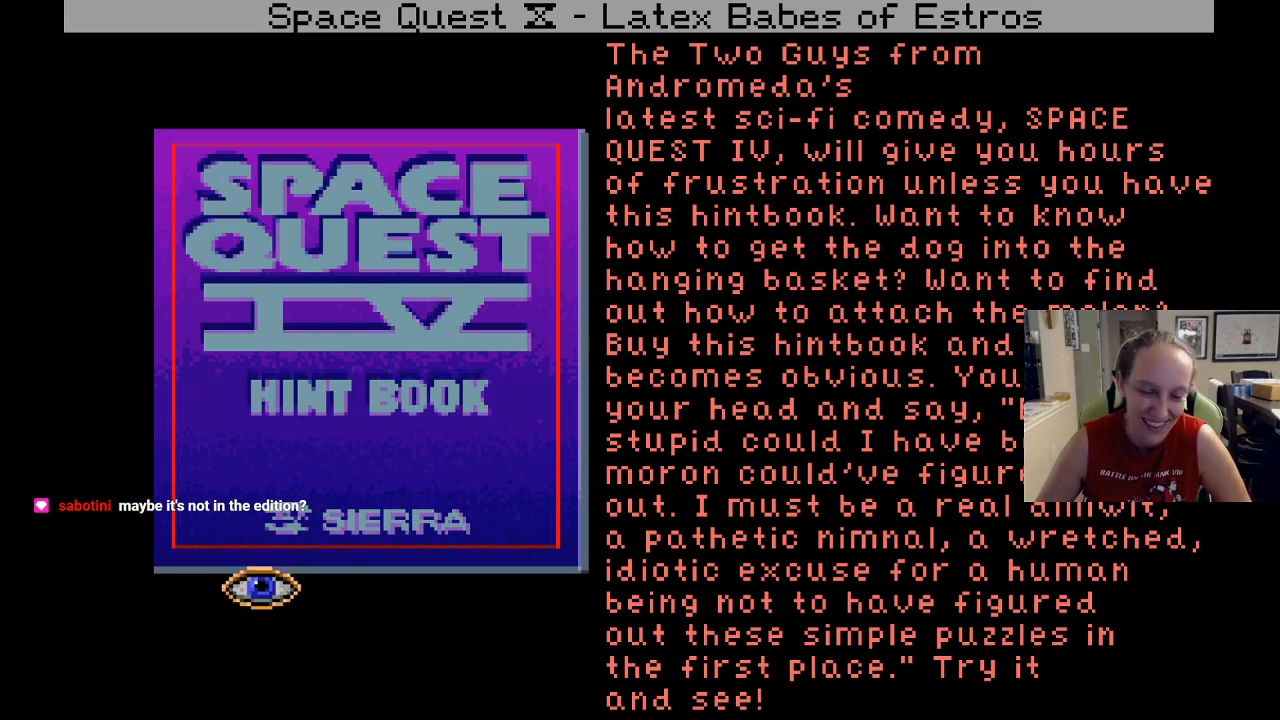 Space Quest X - Latex Babes of Estros
SPACE
QUEST
IV
HINT BOOK
SIERRA
The Two Guys from
Andromeda's
latest sci-fi comedy, SPACE
QUEST IV, will give you hours
of frustration unless you have
this hintbook. Want to know
how to get the dog into the
hanging basket? Want to find
out how to attach the
Buy this hintbook and
becomes obvious. You
your head and say, "
stupid could I have b
moron could've figur
out. I must be a real
a pathetic nimnal, a wretched,
idiotic excuse for a human
being not to have figured
out these simple puzzles in
the first place." Try it
and see!
sabotini maybe it's not in the edition?